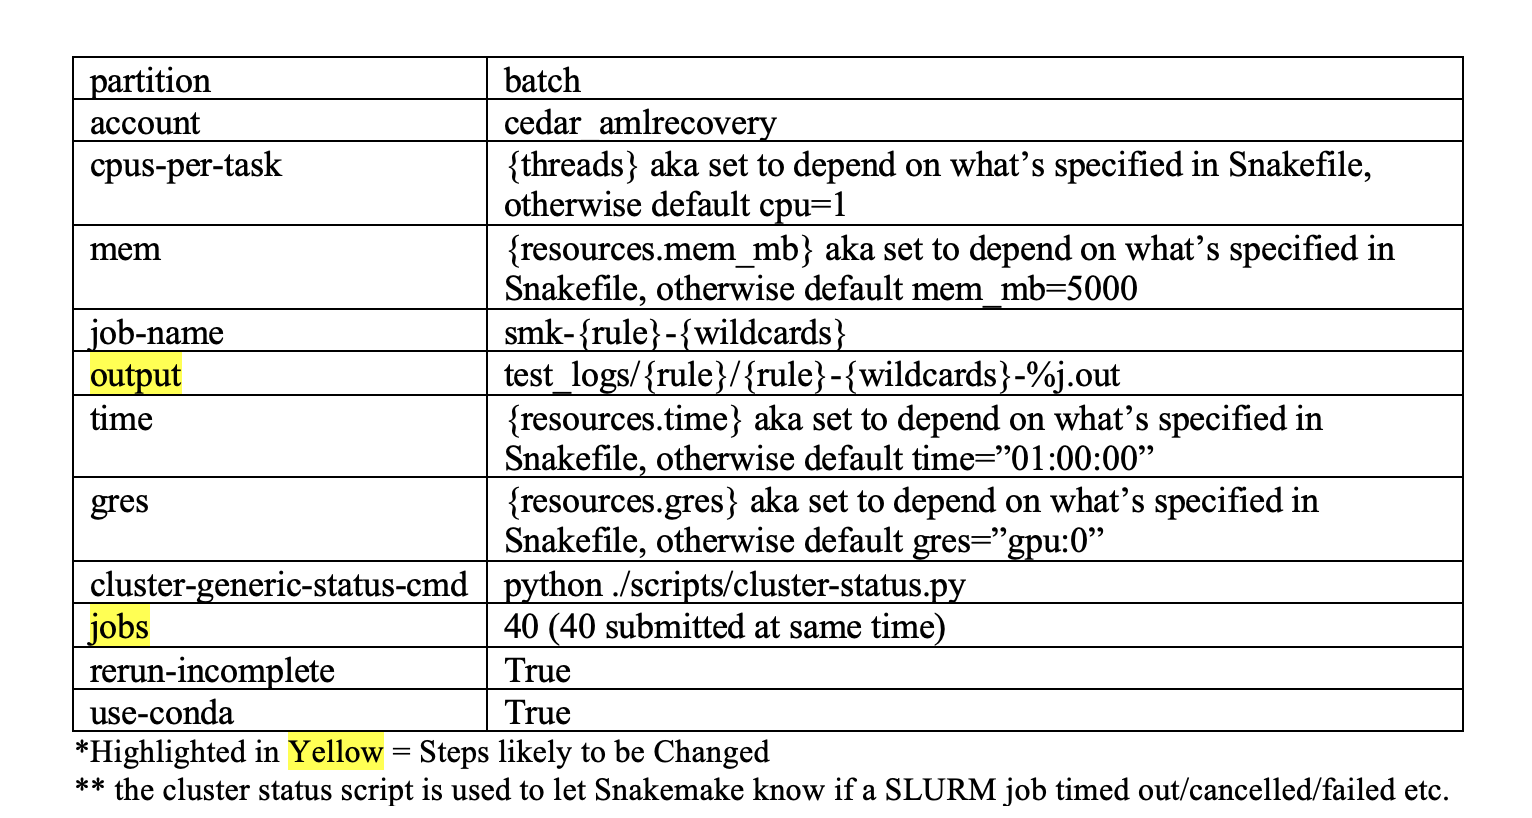 partition batch
account cedar_amlrecovery
cpus-per-task {threads} aka set to depend on what’s specified in Snakefile,
otherwise default cpu=1
mem {resources.mem_mb} aka set to depend on what’s specified in
Snakefile, otherwise default mem_mb=5000
job-name smk-{rule}-{wildcards}
output test_logs/{rule}/{rule}-{wildcards}-%j.out
time {resources.time} aka set to depend on what’s specified in
Snakefile, otherwise default time=”01:00:00”
gres {resources.gres} aka set to depend on what’s specified in
Snakefile, otherwise default gres=”gpu:0”
cluster-generic-status-cmd python ./scripts/cluster-status.py
jobs 40 (40 submitted at same time)
rerun-incomplete True
use-conda True
*Highlighted in Yellow = Steps likely to be Changed
** the cluster status script is used to let Snakemake know if a SLURM job timed out/cancelled/failed etc.